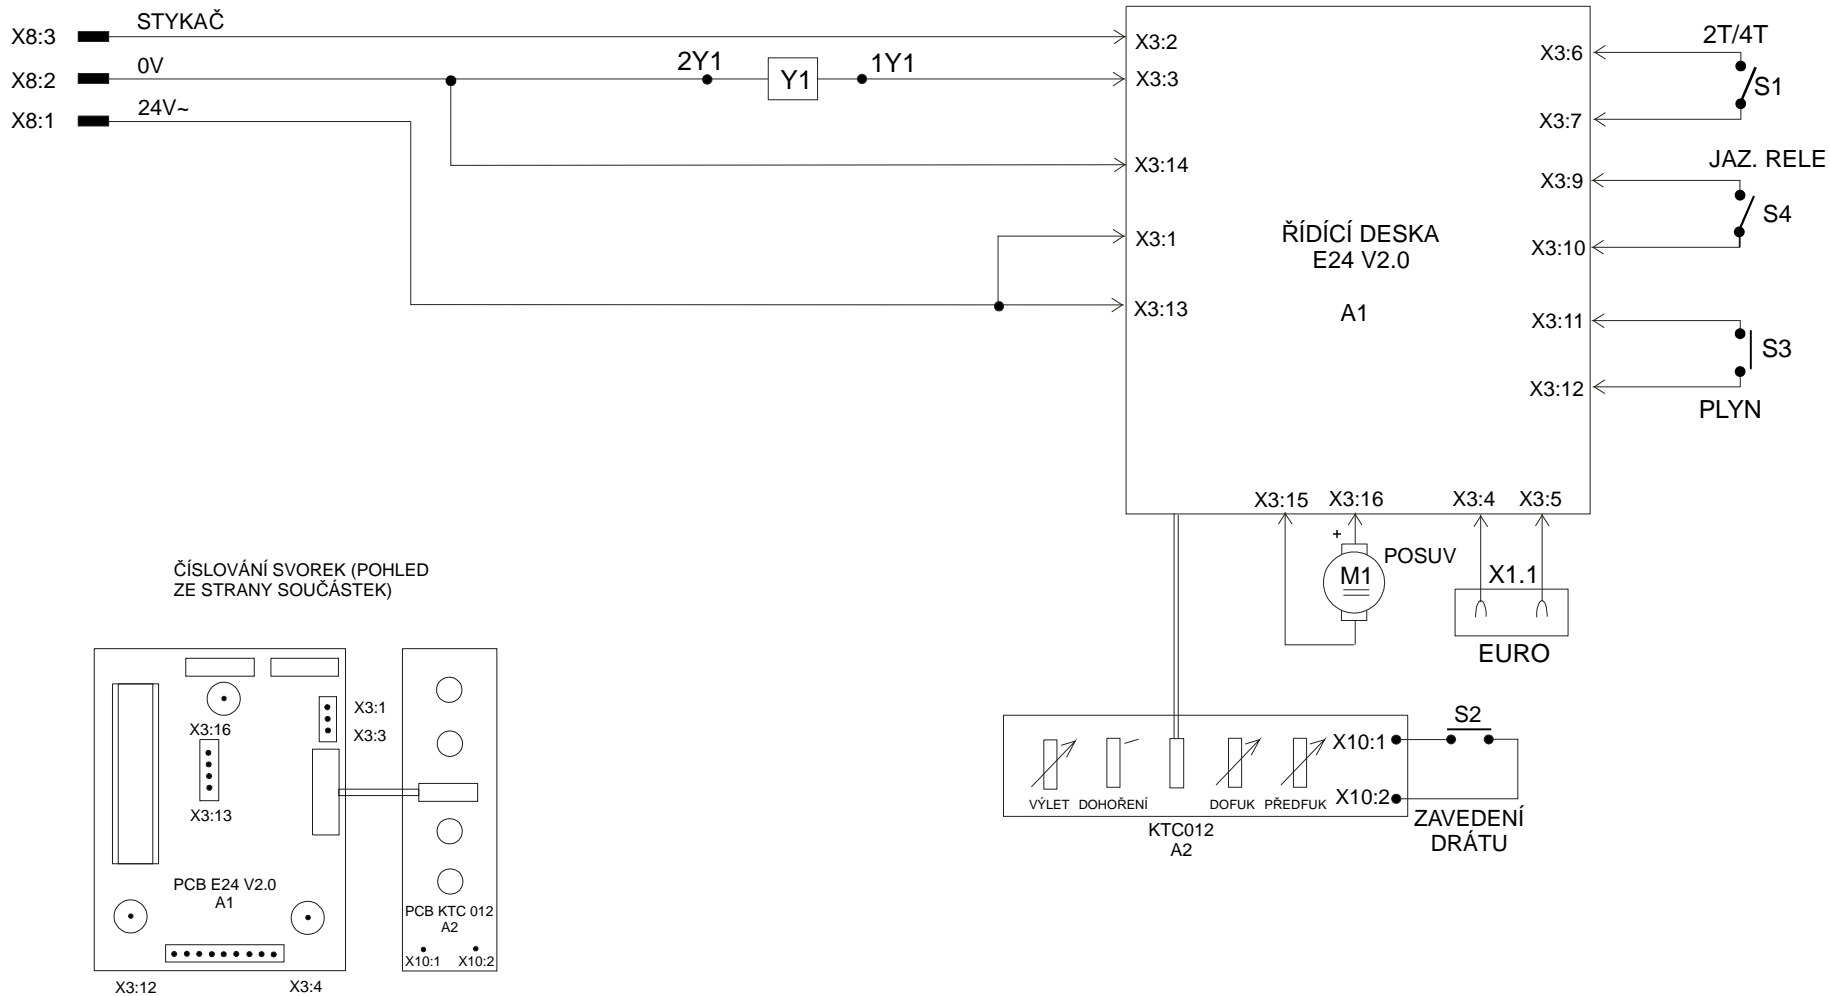 X8:3
STYKAČ
X8:2
0V
X8:1
24V~
2Y1
Y1
1Y1
X3:2
X3:3
X3:14
X3:1
X3:13
ŘÍDÍCÍ DESKA
E24 V2.0
A1
X3:6
X3:7
X3:9
X3:10
X3:11
X3:12
2T/4T
S1
JAZ. RELE
S4
S3
PLYN
X3:15
X3:16
X3:4
X3:5
+
M1
POSUV
X1.1
EURO
VÝLET
DOHOŘENÍ
DOFUK
PŘEDFUK
X10:1
X10:2
KTC012
A2
S2
ZAVEDENÍ
DRÁTU
ČÍSLOVÁNÍ SVOREK (POHLED
ZE STRANY SOUČÁSTEK)
X3:1
X3:3
X3:16
X3:13
PCB E24 V2.0
A1
X3:12
X3:4
PCB KTC 012
A2
X10:1
X10:2